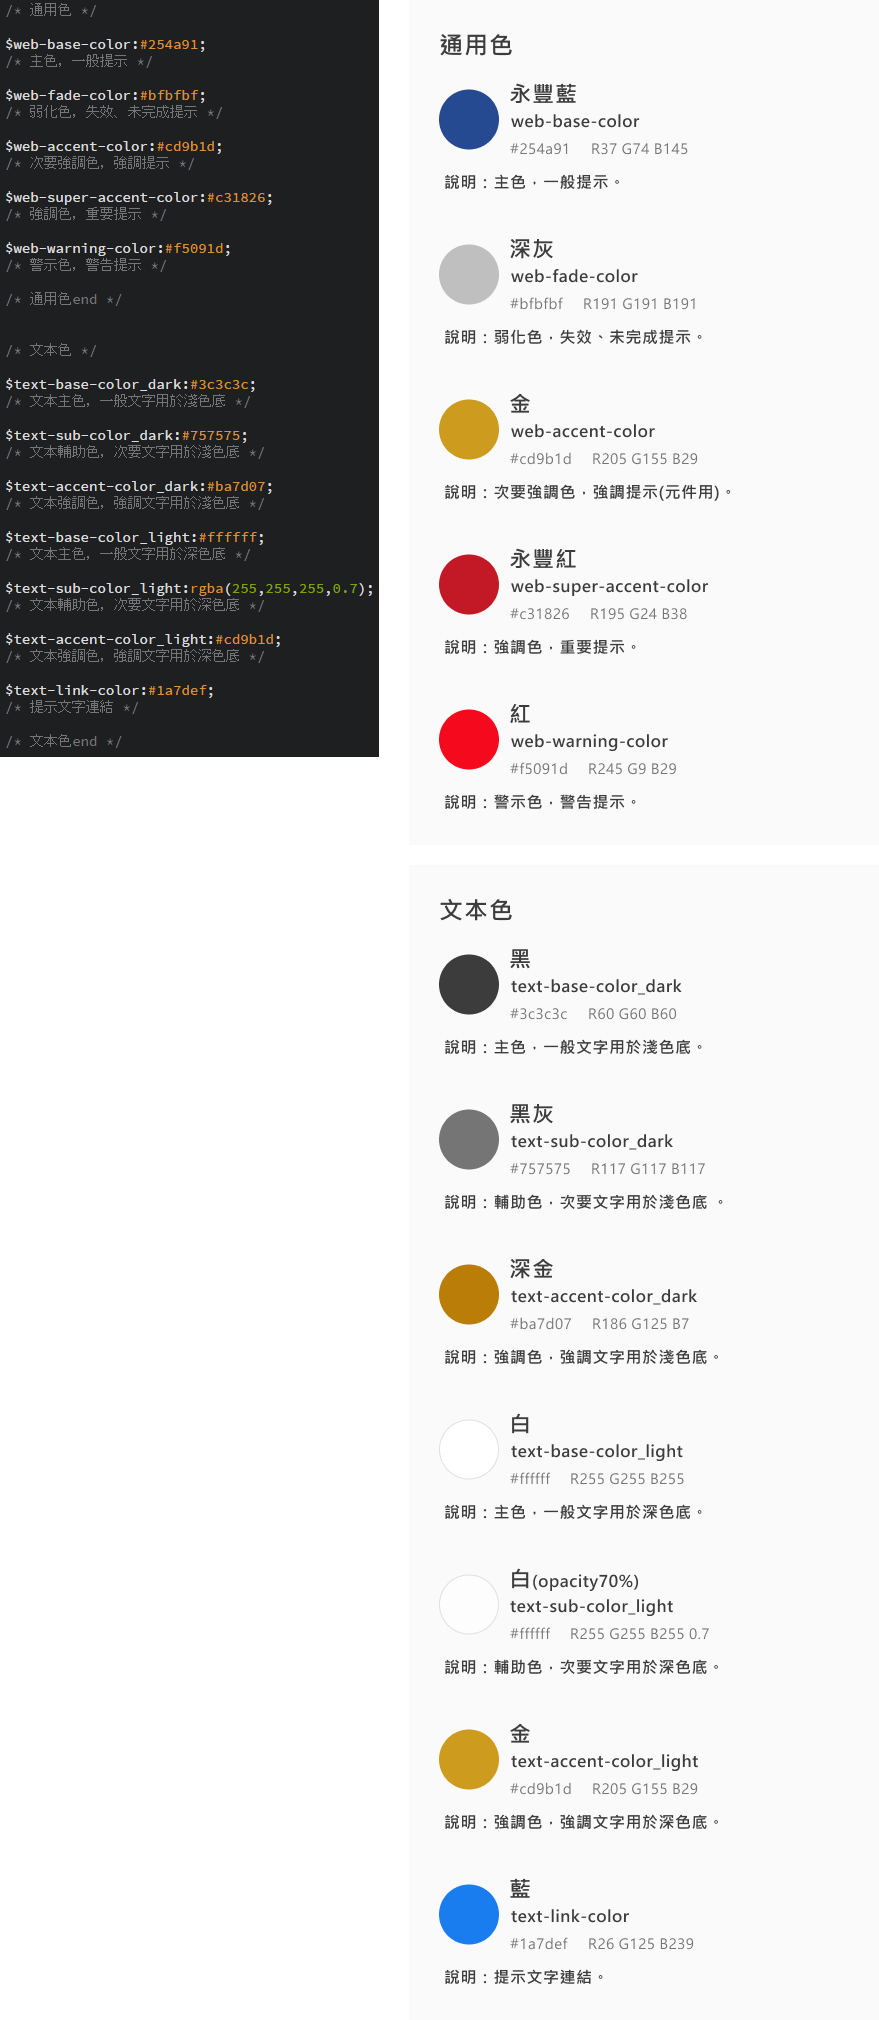 /* 通用色 */
$web-base-color:#254a91;
/* 主色，一般提示 */
$web-fade-color:#bfbfbf;
/* 弱化色，失效、未完成提示 */
$web-accent-color:#cd9b1d;
/* 次要強調色，強調提示 */
$web-super-accent-color:#c31826;
/* 強調色，重要提示 */
$web-warning-color:#f5091d;
/* 警示色，警告提示 */
/* 通用色end */
/* 文本色 */
$text-base-color_dark:#3c3c3c;
/* 文本主色，一般文字用於淺色底 */
$text-sub-color_dark:#757575;
/* 文本輔助色，次要文字用於淺色底 */
$text-accent-color_dark:#ba7d07;
/* 文本強調色，強調文字用於淺色底 */
$text-base-color_light:#ffffff;
/* 文本主色，一般文字用於深色底 */
$text-sub-color_light:rgba(255,255,255,0.7);
/* 文本輔助色，次要文字用於深色底 */
$text-accent-color_light:#cd9b1d;
/* 文本強調色，強調文字用於深色底 */
$text-link-color:#1a7def;
/* 提示文字連結 */
/* 文本色end */
通用色
永豐藍
web-base-color
#254a91 R37 G74 B145
說明：主色，一般提示。
深灰
web-fade-color
#bfbfbf R191 G191 B191
說明：弱化色，失效、未完成提示。
金
web-accent-color
#cd9b1d R205 G155 B29
說明：次要強調色，強調提示(元件用)。
永豐紅
web-super-accent-color
#c31826 R195 G24 B38
說明：強調色，重要提示。
紅
web-warning-color
#f5091d R245 G9 B29
說明：警示色，警告提示。
文本色
黑
text-base-color_dark
#3c3c3c R60 G60 B60
說明：主色，一般文字用於淺色底。
黑灰
text-sub-color_dark
#757575 R117 G117 B117
說明：輔助色，次要文字用於淺色底 。
深金
text-accent-color_dark
#ba7d07 R186 G125 B7
說明：強調色，強調文字用於淺色底。
白
text-base-color_light
#ffffff R255 G255 B255
說明：主色，一般文字用於深色底。
白(opacity70%)
text-sub-color_light
#ffffff R255 G255 B255 0.7
說明：輔助色，次要文字用於深色底。
金
text-accent-color_light
#cd9b1d R205 G155 B29
說明：強調色，強調文字用於深色底。
藍
text-link-color
#1a7def R26 G125 B239
說明：提示文字連結。